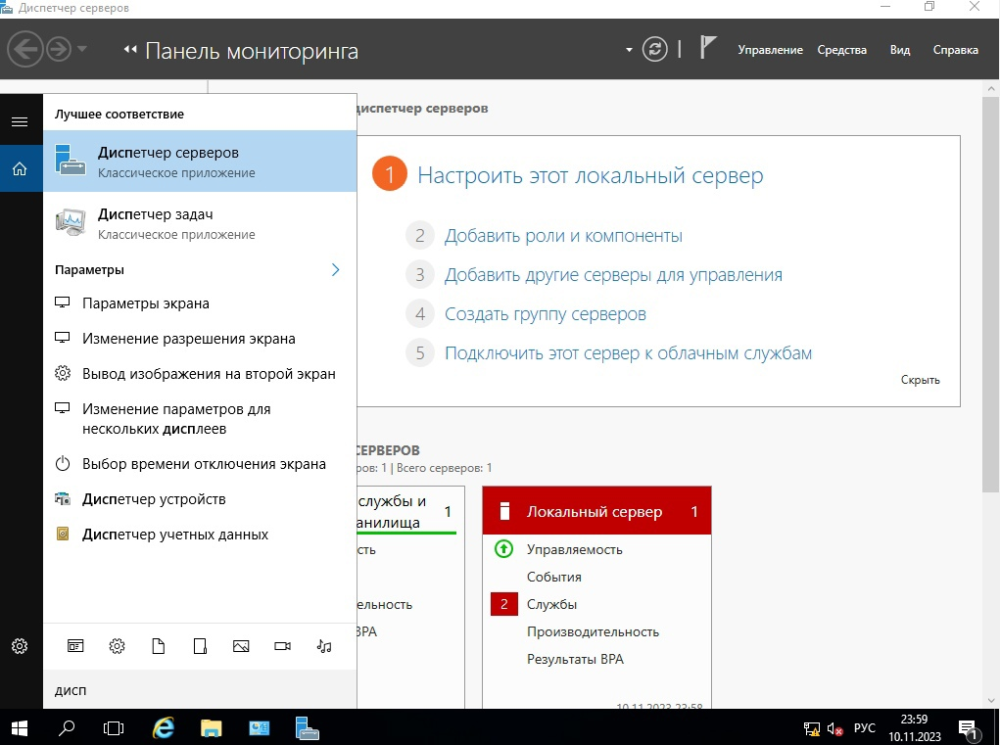 Диспетчер серверов
Панель мониторинга
Управление Средства Вид Справка
Лучшее соответствие
Диспетчер серверов
Классическое приложение
Диспетчер задач
Классическое приложение
Параметры
Параметры экрана
Изменение разрешения экрана
Вывод изображения на второй экран
Изменение параметров для
нескольких дисплеев
Выбор времени отключения экрана
Диспетчер устройств
Диспетчер учетных данных
дисп
диспетчер серверов
1 Настроить этот локальный сервер
2 Добавить роли и компоненты
3 Добавить другие серверы для управления
4 Создать группу серверов
5 Подключить этот сервер к облачным службам
Скрыть
СЕРВЕРОВ
ров: 1 | Всего серверов: 1
службы и
анилища
1
сть
ельность
BPA
Локальный сервер 1
Управляемость
События
2 Службы
Производительность
Результаты BPA
10.11.2023 23:58
РУС
23:59
10.11.2023
1